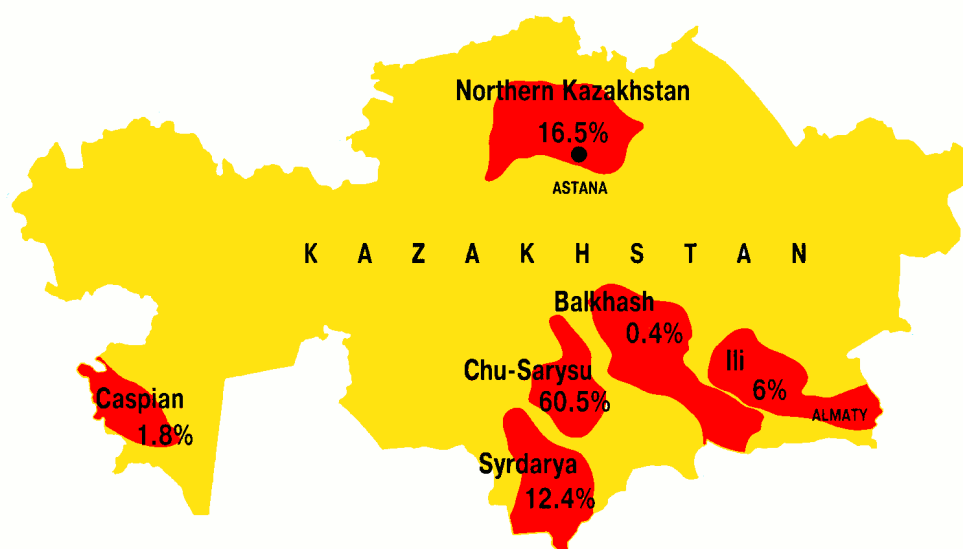 Northern Kazakhstan
16.5%
ASTANA
KAZAKHSTAN
Balkhash
0.4%
Ili
6%
Chu-Sarysu
60.5%
ALMATY
Caspian
1.8%
Syrdarya
12.4%